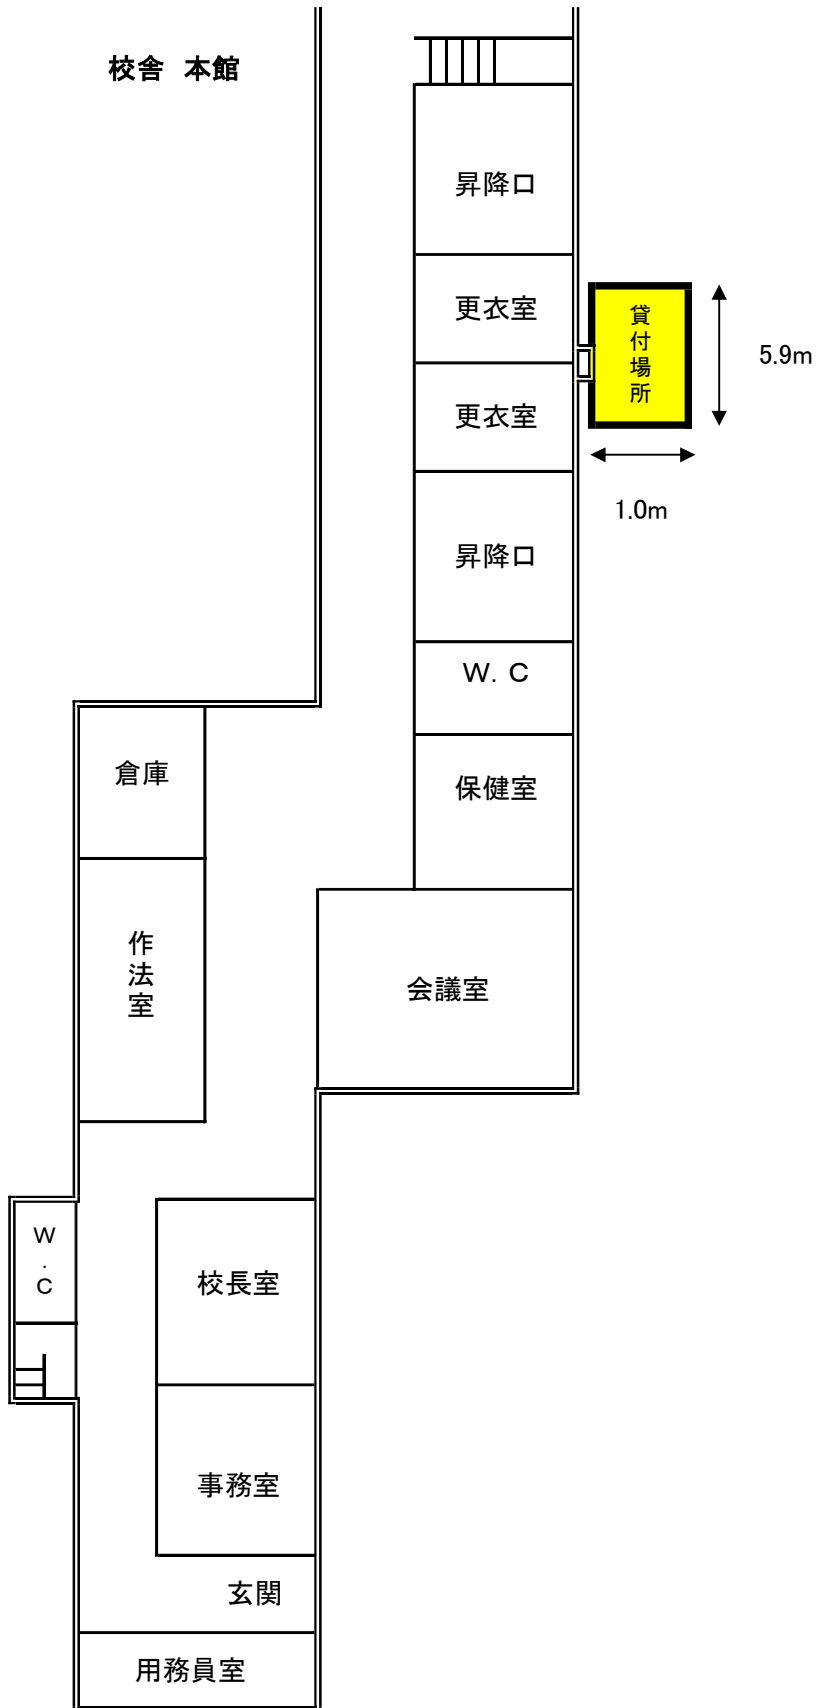 校舎 本館
昇降口
更衣室
貸付場所
5.9m
更衣室
1.0m
昇降口
W．C
倉庫
保健室
作法室
会議室
W．C
校長室
事務室
玄関
用務員室